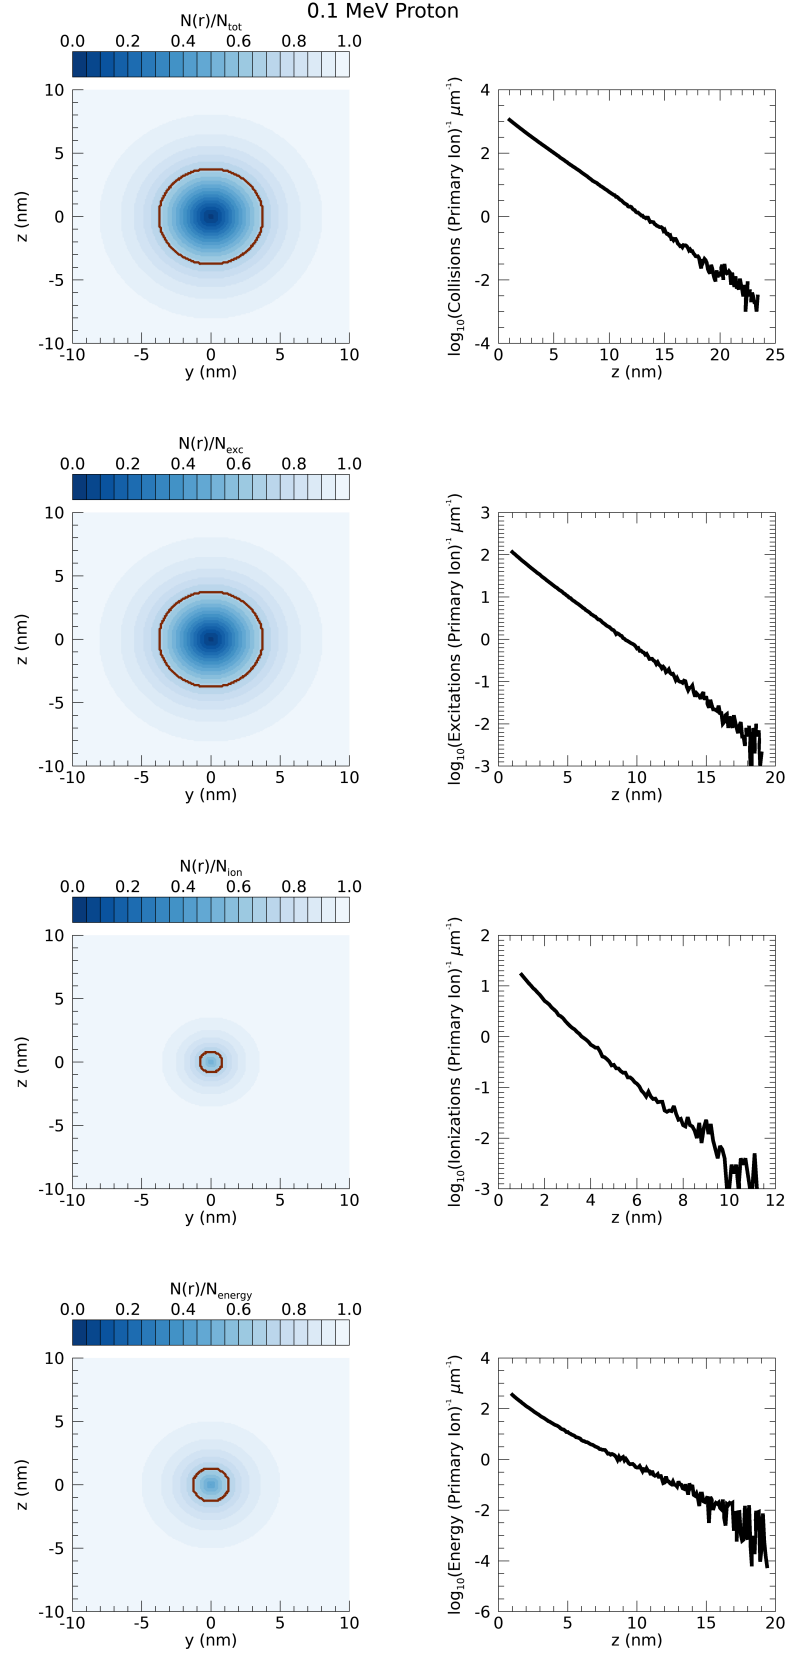 0.1 MeV Proton
N(r)/N_tot
0.0 0.2 0.4 0.6 0.8 1.0
10
5
0
-5
-10
z (nm)
-10 -5 0 5 10
y (nm)
4
2
0
-2
-4
log₁₀(Collisions (Primary Ion)⁻¹ μm⁻¹)
0 5 10 15 20 25
z (nm)
N(r)/N_exc
0.0 0.2 0.4 0.6 0.8 1.0
10
5
0
-5
-10
z (nm)
-10 -5 0 5 10
y (nm)
3
2
1
0
-1
-2
-3
log₁₀(Excitations (Primary Ion)⁻¹ μm⁻¹)
0 5 10 15 20
z (nm)
N(r)/N_ion
0.0 0.2 0.4 0.6 0.8 1.0
10
5
0
-5
-10
z (nm)
-10 -5 0 5 10
y (nm)
2
1
0
-1
-2
-3
log₁₀(Ionizations (Primary Ion)⁻¹ μm⁻¹)
0 2 4 6 8 10 12
z (nm)
N(r)/N_energy
0.0 0.2 0.4 0.6 0.8 1.0
10
5
0
-5
-10
z (nm)
-10 -5 0 5 10
y (nm)
4
2
0
-2
-4
-6
log₁₀(Energy (Primary Ion)⁻¹ μm⁻¹)
0 5 10 15 20
z (nm)